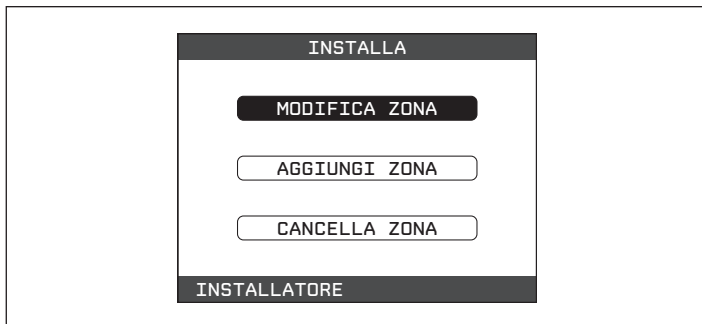 INSTALLA
MODIFICA ZONA
AGGIUNGI ZONA
CANCELLA ZONA
INSTALLATORE